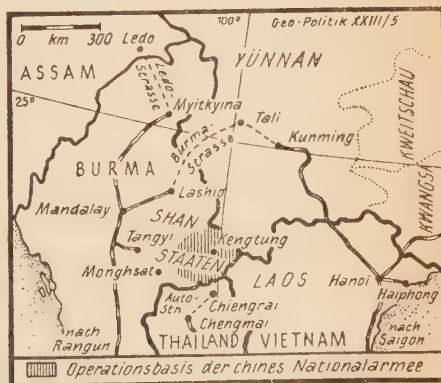 100° Geo-Politik XXIII/5
0 km 300
Ledo
ASSAM
YÜNNAN
Ledo-
Strasse
25°
Myitkyina
Tali
KWEITSCHAU
Burma-
Strasse
Kunming
BURMA
KWANGSI
Lashio
Mandalay
SHAN
Tangyi
Kengtung
STAATEN
Monghsat
LAOS
Hanoi
Haiphong
Auto-
Stn
Chiengrai
Chengmai
nach
Rangun
nach
Saigon
THAILAND VIETNAM
Operationsbasis der chines Nationalarmee